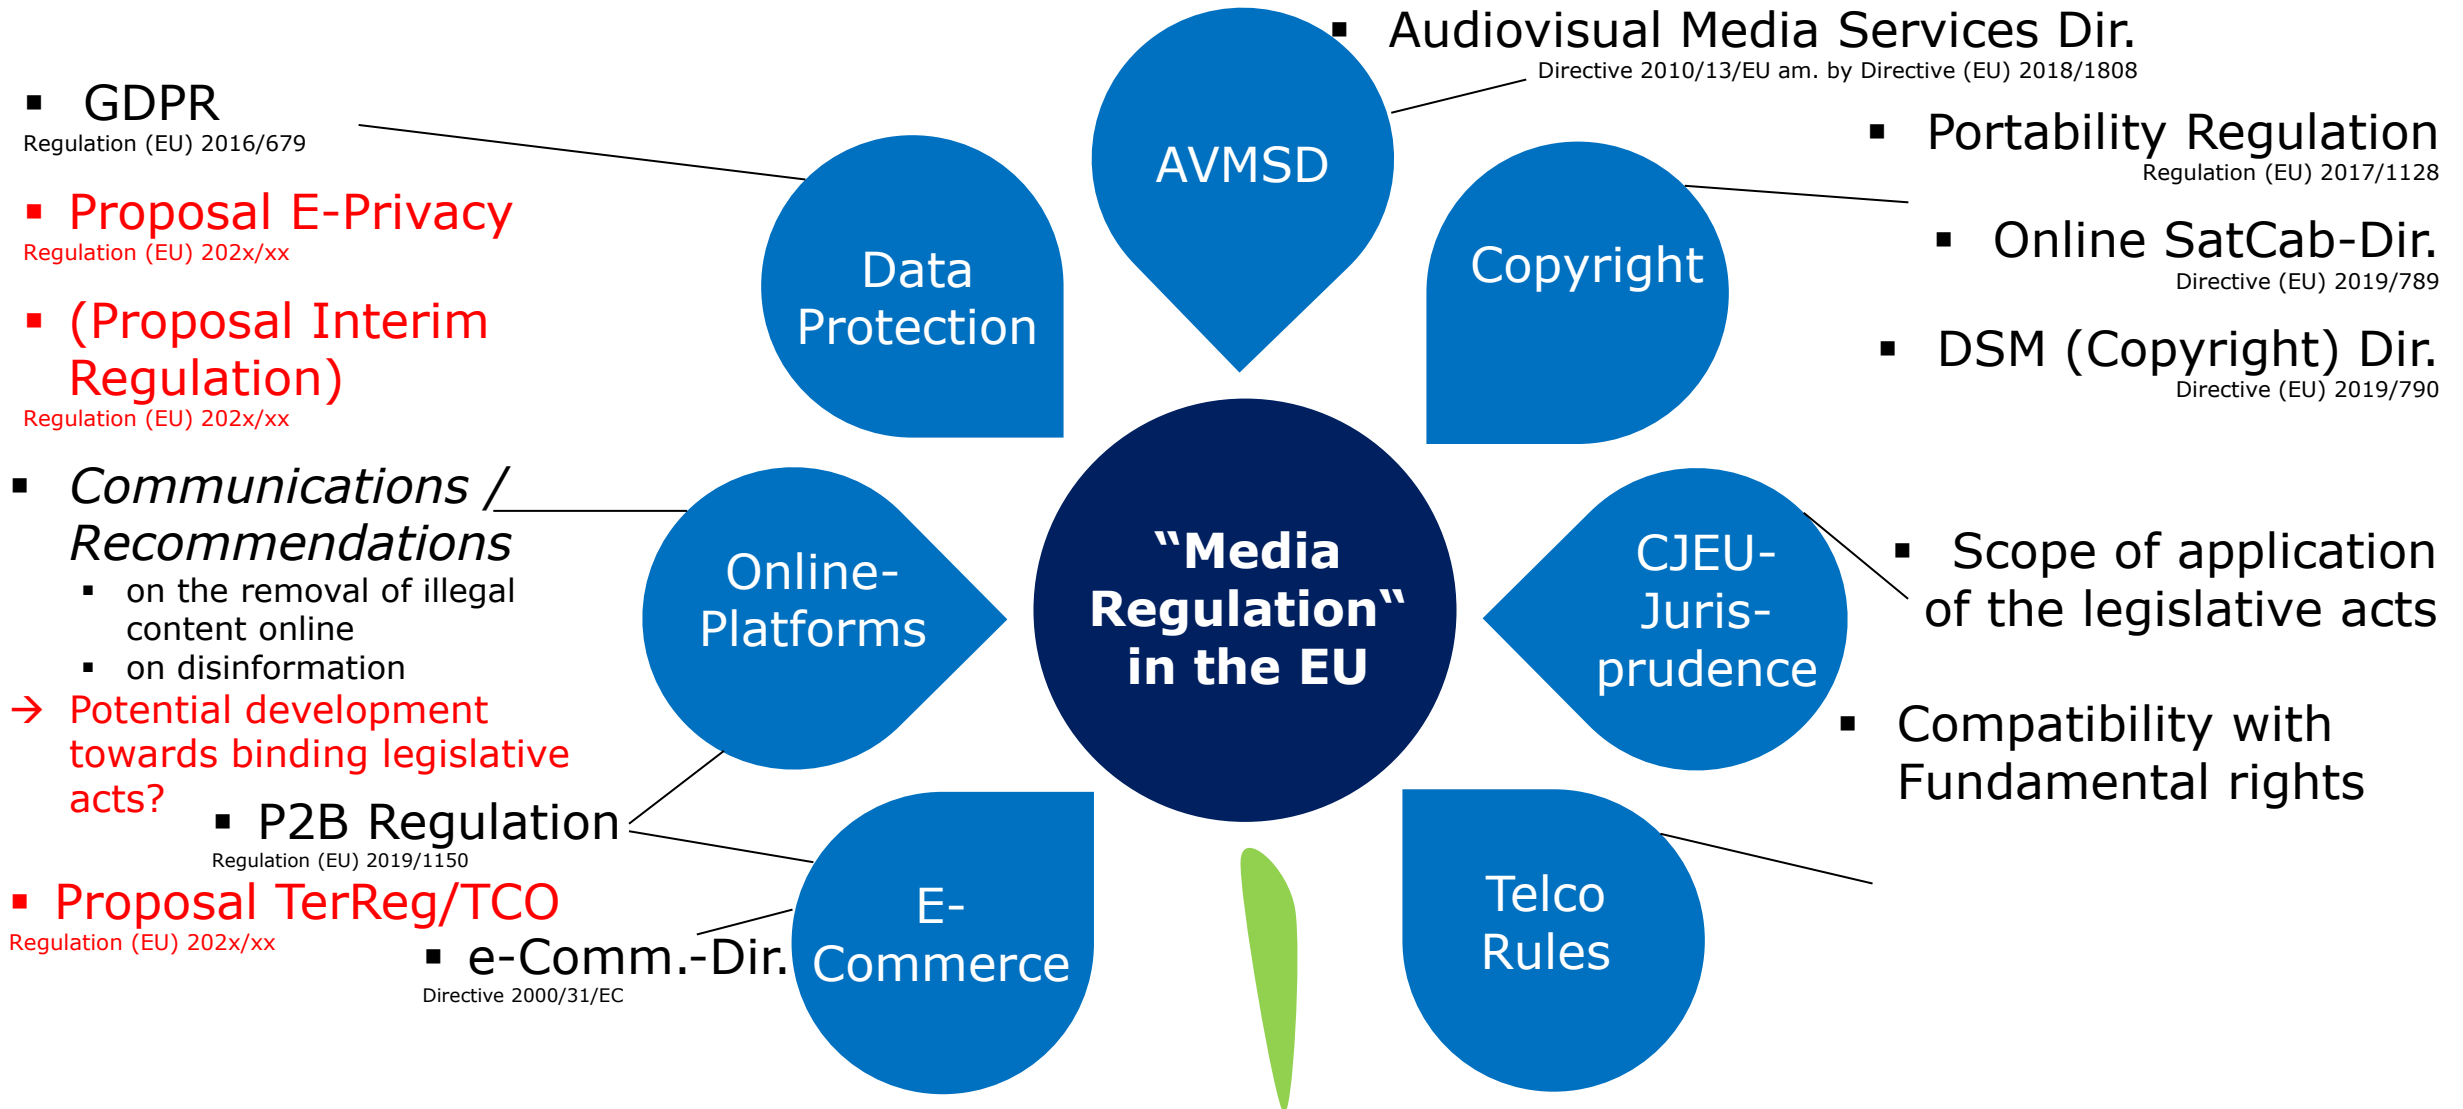 ▪ Audiovisual Media Services Dir.
Directive 2010/13/EU am. by Directive (EU) 2018/1808
▪ GDPR
Regulation (EU) 2016/679
▪ Proposal E-Privacy
Regulation (EU) 202x/xx
▪ (Proposal Interim
Regulation)
Regulation (EU) 202x/xx
Data
Protection
AVMSD
Copyright
▪ Portability Regulation
Regulation (EU) 2017/1128
▪ Online SatCab-Dir.
Directive (EU) 2019/789
▪ DSM (Copyright) Dir.
Directive (EU) 2019/790
▪ Communications /
Recommendations
▪ on the removal of illegal
content online
▪ on disinformation
→ Potential development
towards binding legislative
acts?
Online-
Platforms
‟Media
Regulation‟
in the EU
CJEU-
Juris-
prudence
▪ Scope of application
of the legislative acts
▪ Compatibility with
Fundamental rights
▪ P2B Regulation
Regulation (EU) 2019/1150
▪ Proposal TerReg/TCO
Regulation (EU) 202x/xx
▪ e-Comm.-Dir.
Directive 2000/31/EC
E-
Commerce
Telco
Rules